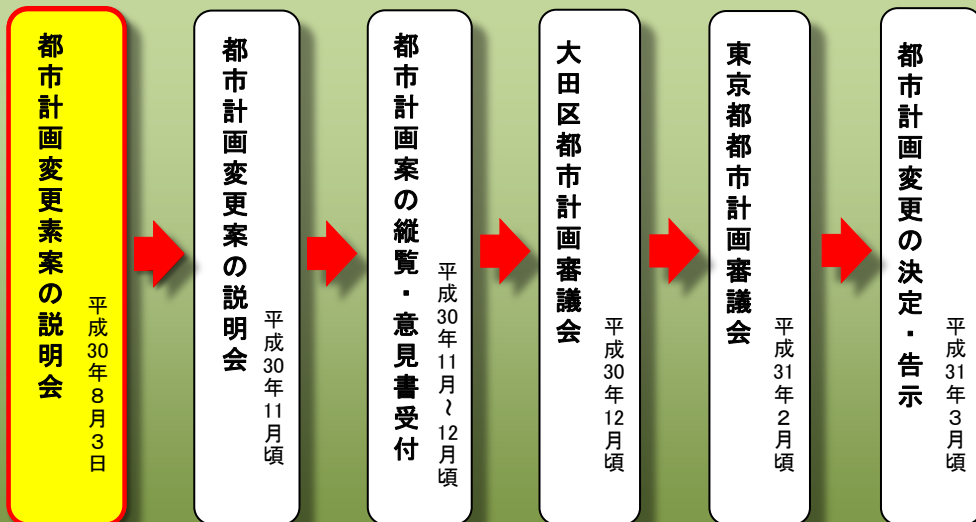 都市計画変更素案の説明会
平成30年８月３日
都市計画変更案の説明会
平成30年11月頃
都市計画案の縦覧・意見書受付
平成30年11月～12月頃
大田区都市計画審議会
平成30年12月頃
東京都都市計画審議会
平成31年２月頃
都市計画変更の決定・告示
平成31年３月頃